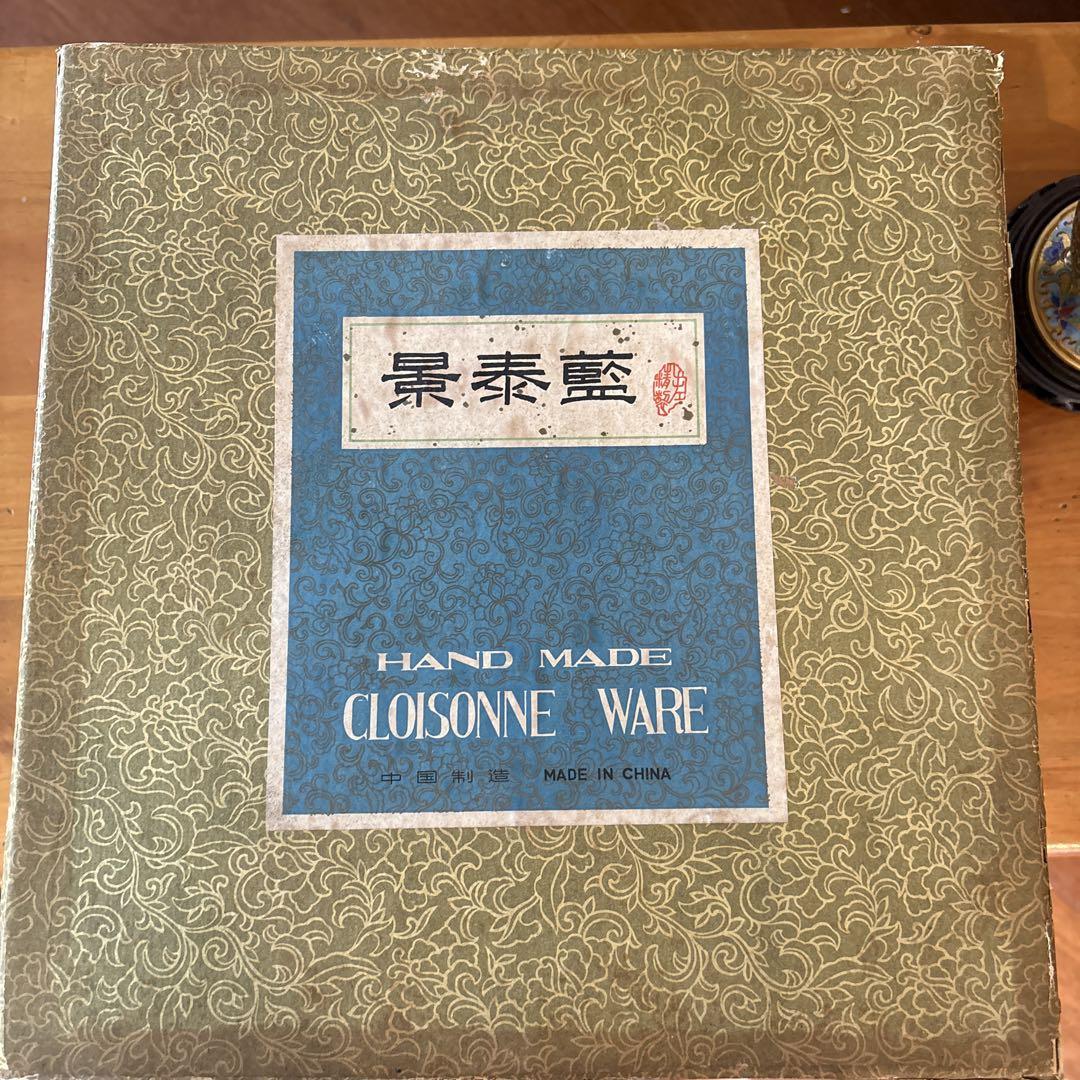 景泰藍
HAND MADE
CLOISONNE WARE
中国制造 MADE IN CHINA